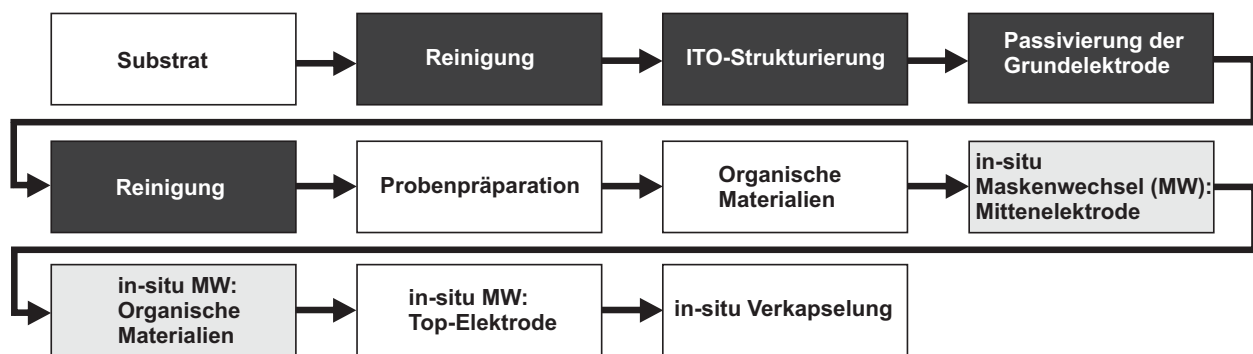 Substrat
Reinigung
ITO-Strukturierung
Passivierung der
Grundelektrode
Reinigung
Probenpräparation
Organische
Materialien
in-situ
Maskenwechsel (MW):
Mittenelektrode
in-situ MW:
Organische
Materialien
in-situ MW:
Top-Elektrode
in-situ Verkapselung